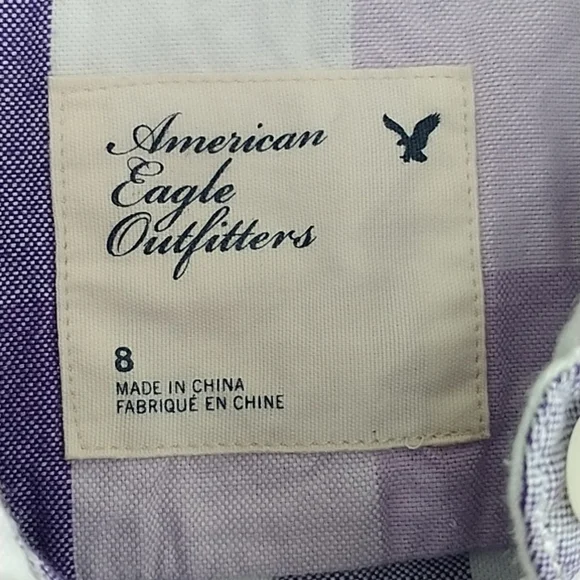 American
Eagle
Outfitters
8
MADE IN CHINA
FABRIQUÉ EN CHINE